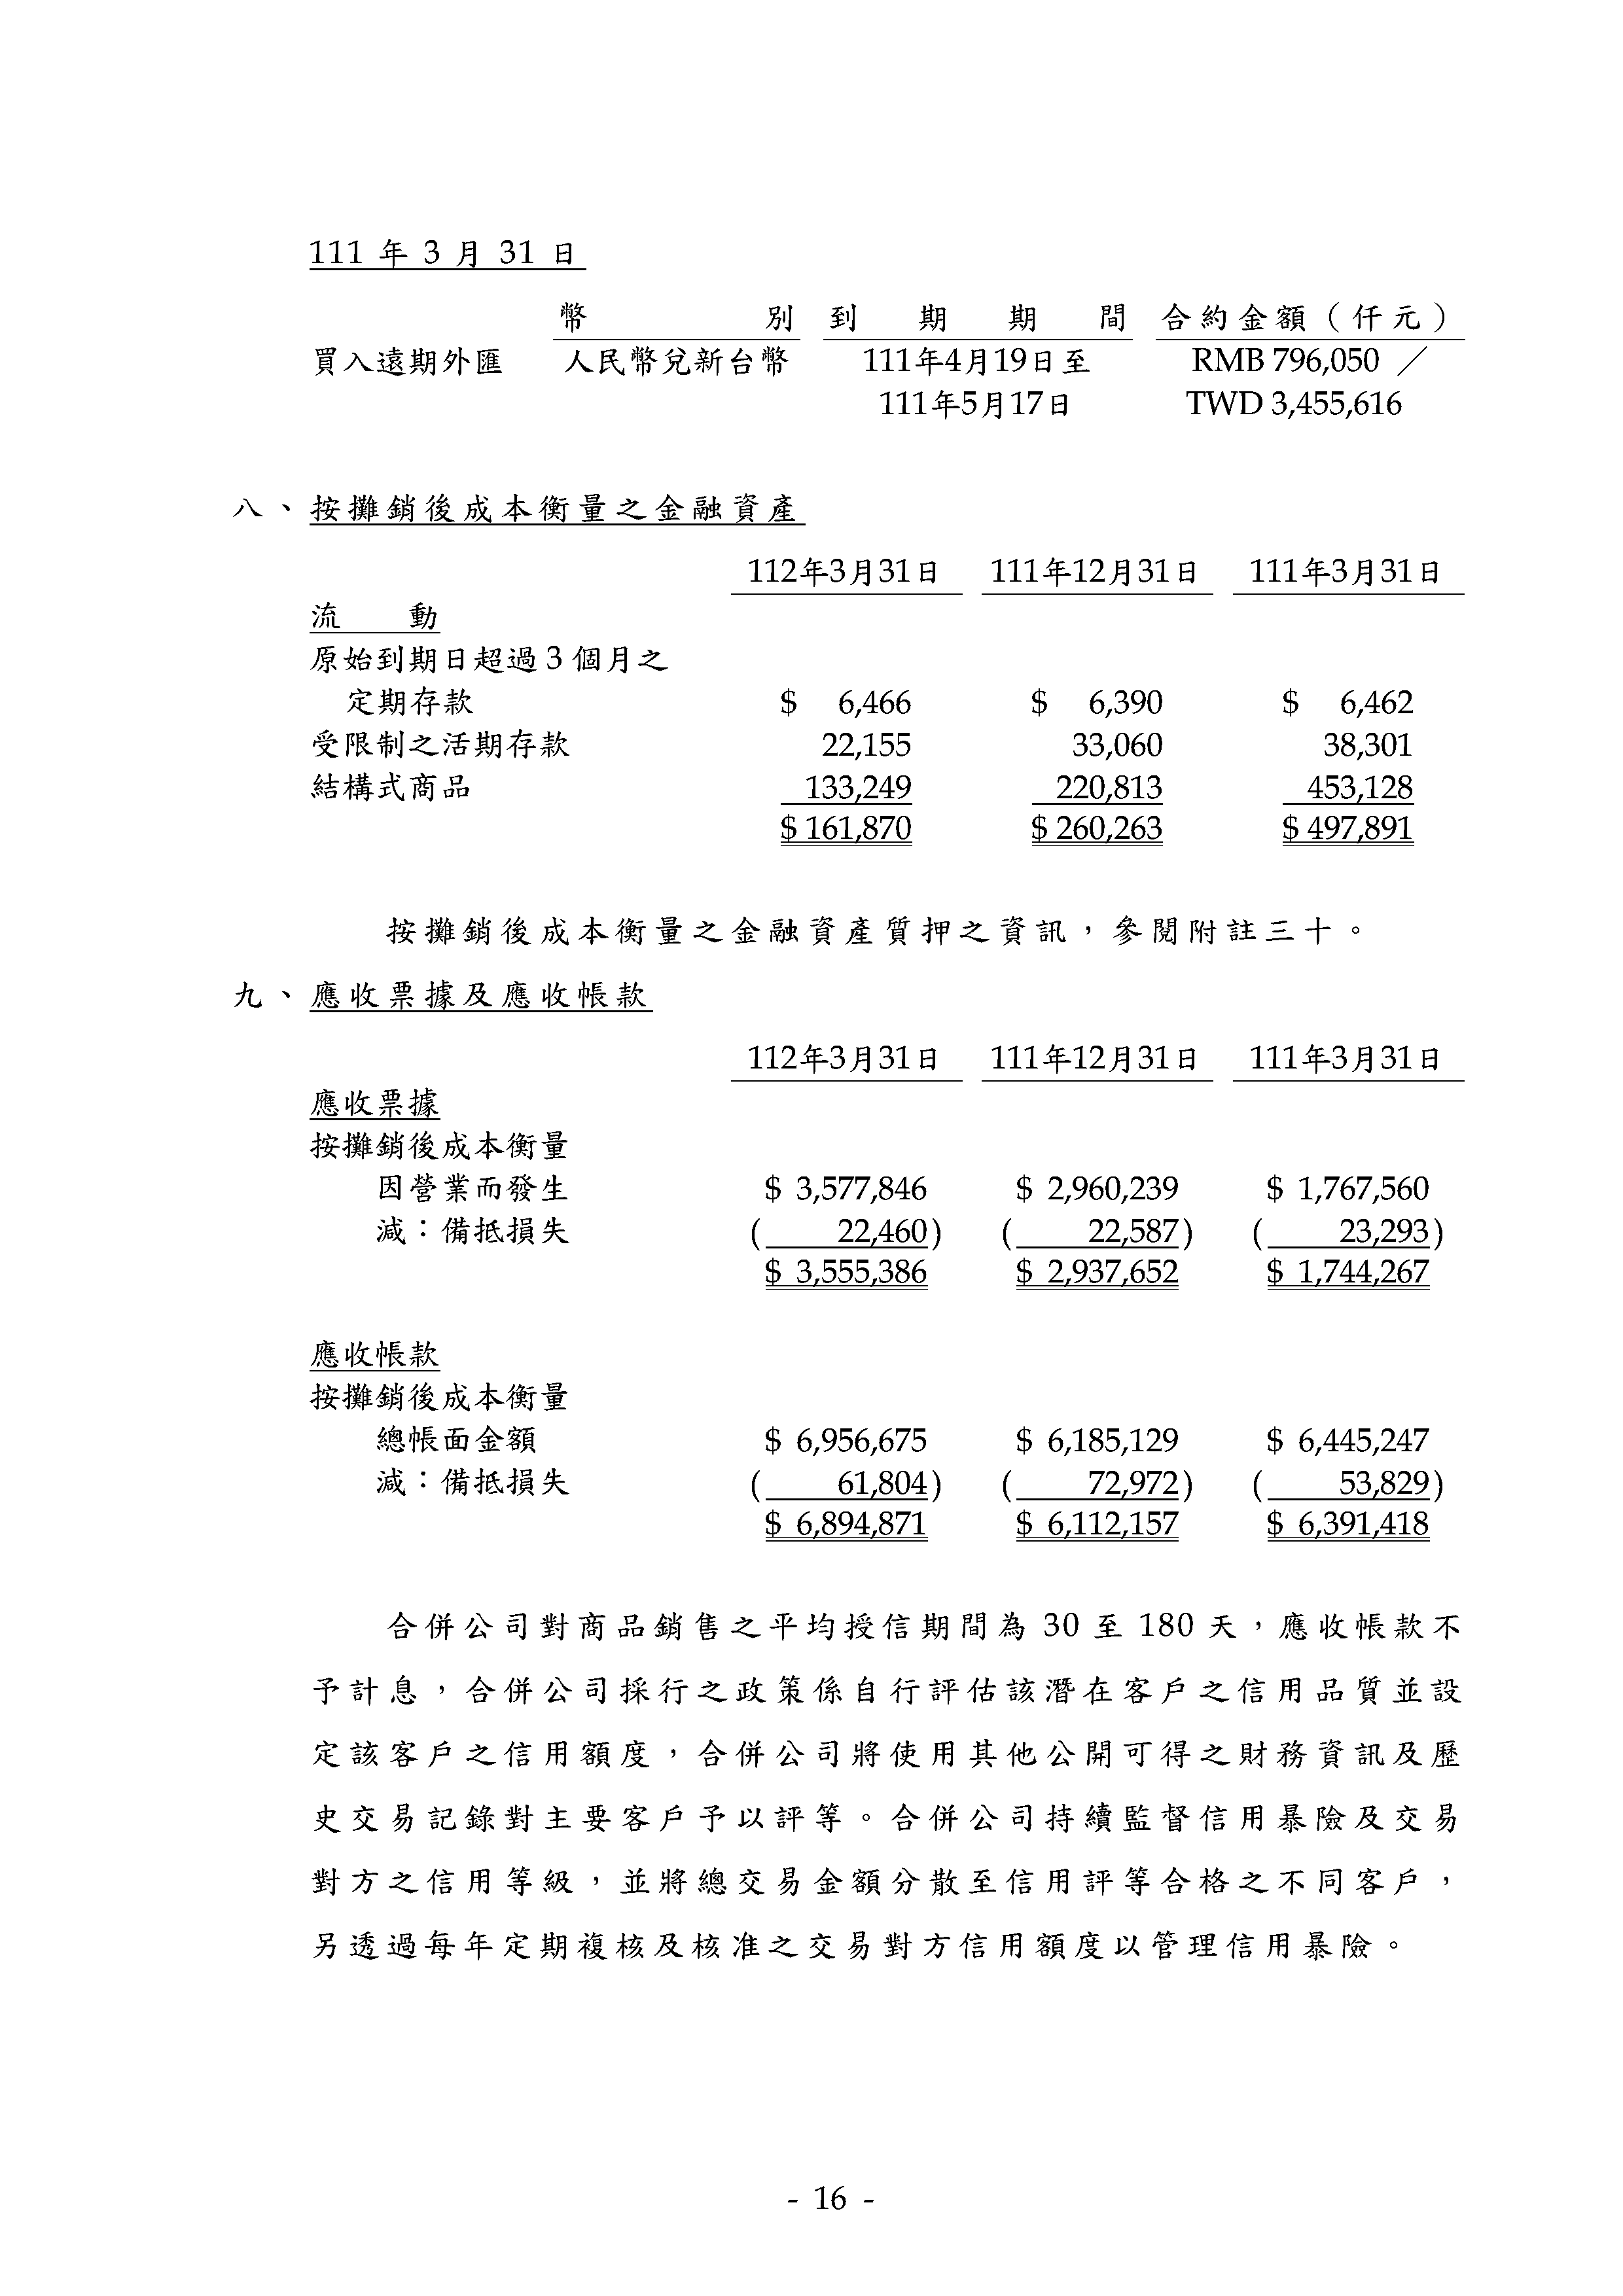 111 年 3 月 31 日
幣別 到期期間 合約金額（仟元）
買入遠期外匯 人民幣兌新台幣 111年4月19日至 RMB 796,050 ／
111年5月17日 TWD 3,455,616
八、按攤銷後成本衡量之金融資產
112年3月31日 111年12月31日 111年3月31日
流動
原始到期日超過 3 個月之
定期存款 $ 6,466 $ 6,390 $ 6,462
受限制之活期存款 22,155 33,060 38,301
結構式商品 133,249 220,813 453,128
$ 161,870 $ 260,263 $ 497,891
按攤銷後成本衡量之金融資產質押之資訊，參閱附註三十。
九、應收票據及應收帳款
112年3月31日 111年12月31日 111年3月31日
應收票據
按攤銷後成本衡量
因營業而發生 $ 3,577,846 $ 2,960,239 $ 1,767,560
減：備抵損失 ( 22,460) ( 22,587) ( 23,293)
$ 3,555,386 $ 2,937,652 $ 1,744,267
應收帳款
按攤銷後成本衡量
總帳面金額 $ 6,956,675 $ 6,185,129 $ 6,445,247
減：備抵損失 ( 61,804) ( 72,972) ( 53,829)
$ 6,894,871 $ 6,112,157 $ 6,391,418
合併公司對商品銷售之平均授信期間為 30 至 180 天，應收帳款不
予計息，合併公司採行之政策係自行評估該潛在客戶之信用品質並設
定該客戶之信用額度，合併公司將使用其他公開可得之財務資訊及歷
史交易記錄對主要客戶予以評等。合併公司持續監督信用暴險及交易
對方之信用等級，並將總交易金額分散至信用評等合格之不同客戶，
另透過每年定期複核及核准之交易對方信用額度以管理信用暴險。
- 16 -